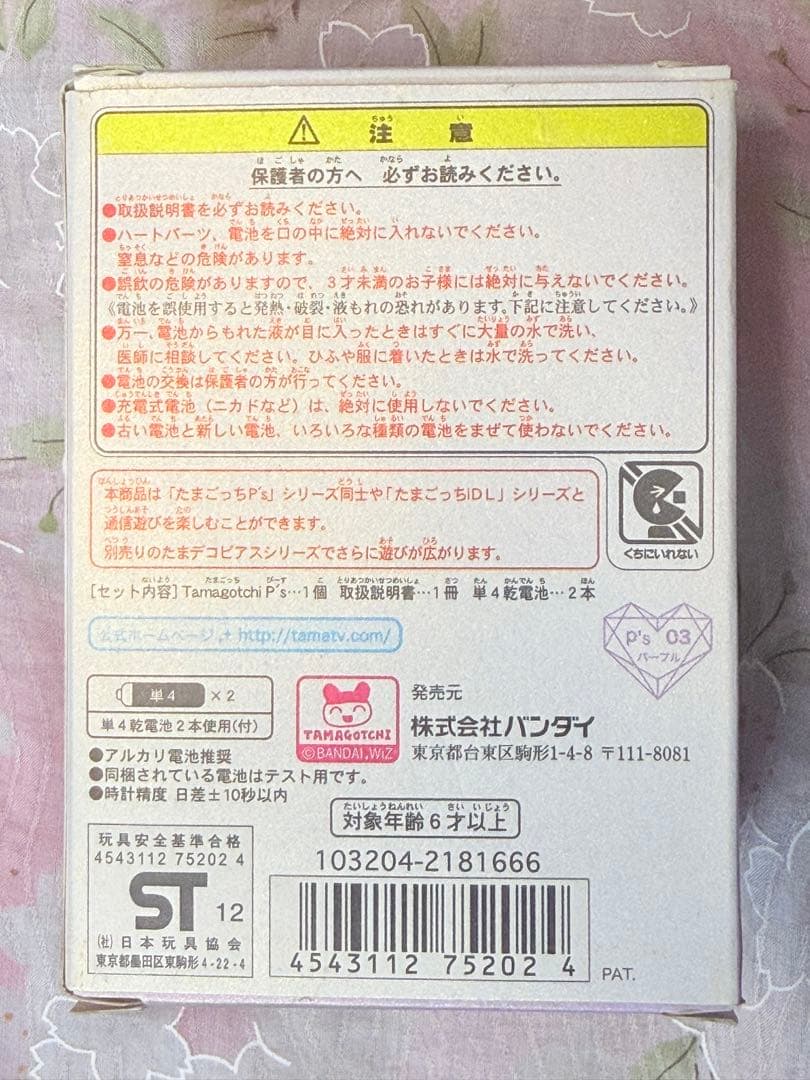 注意
保護者の方へ 必ずお読みください。
●取扱説明書を必ずお読みください。
●ハートパーツ、電池を口の中に絶対に入れないでください。
窒息などの危険があります。
●誤飲の危険がありますので、3才未満のお子様には絶対に与えないでください。
《電池を誤使用すると発熱・破裂・液もれの恐れがあります。下記に注意してください。》
●万一、電池からもれた液が目に入ったときはすぐに大量の水で洗い、
医師に相談してください。ひふや服に着いたときは水で洗ってください。
●電池の交換は保護者の方が行ってください。
●充電式電池（ニカドなど）は、絶対に使用しないでください。
●古い電池と新しい電池、いろいろな種類の電池をまぜて使わないでください。
本商品は「たまごっちP's」シリーズ同士や「たまごっちiD L」シリーズと
通信遊びを楽しむことができます。
別売りのたまデコピアスシリーズでさらに遊びが広がります。
くちにいれない
[セット内容] Tamagotchi P's…1個 取扱説明書…1冊 単4乾電池…2本
公式ホームページ http://tamatv.com/
p's 03
パープル
単4 ×2
単4乾電池2本使用(付)
TAMAGOTCHI
©BANDAI,WiZ
発売元
株式会社バンダイ
東京都台東区駒形1-4-8 〒111-8081
●アルカリ電池推奨
●同梱されている電池はテスト用です。
●時計精度 日差±10秒以内
対象年齢6才以上
玩具安全基準合格
4543112 75202 4
ST 12
(社)日本玩具協会
東京都墨田区東駒形4-22-4
103204-2181666
4543112 75202 4
PAT.